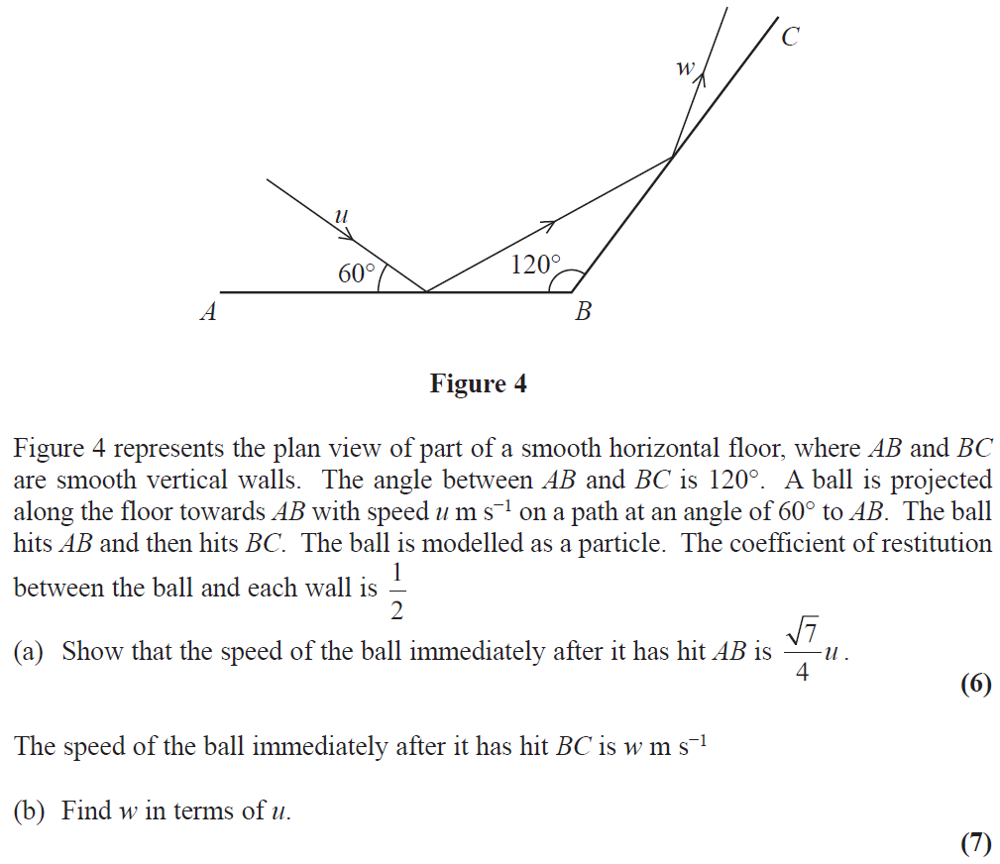 C
w
u
60°
120°
A
B
Figure 4
Figure 4 represents the plan view of part of a smooth horizontal floor, where AB and BC
are smooth vertical walls. The angle between AB and BC is 120°. A ball is projected
along the floor towards AB with speed u m s⁻¹ on a path at an angle of 60° to AB. The ball
hits AB and then hits BC. The ball is modelled as a particle. The coefficient of restitution
between the ball and each wall is 1/2
(a) Show that the speed of the ball immediately after it has hit AB is √7/4 u.
(6)
The speed of the ball immediately after it has hit BC is w m s⁻¹
(b) Find w in terms of u.
(7)